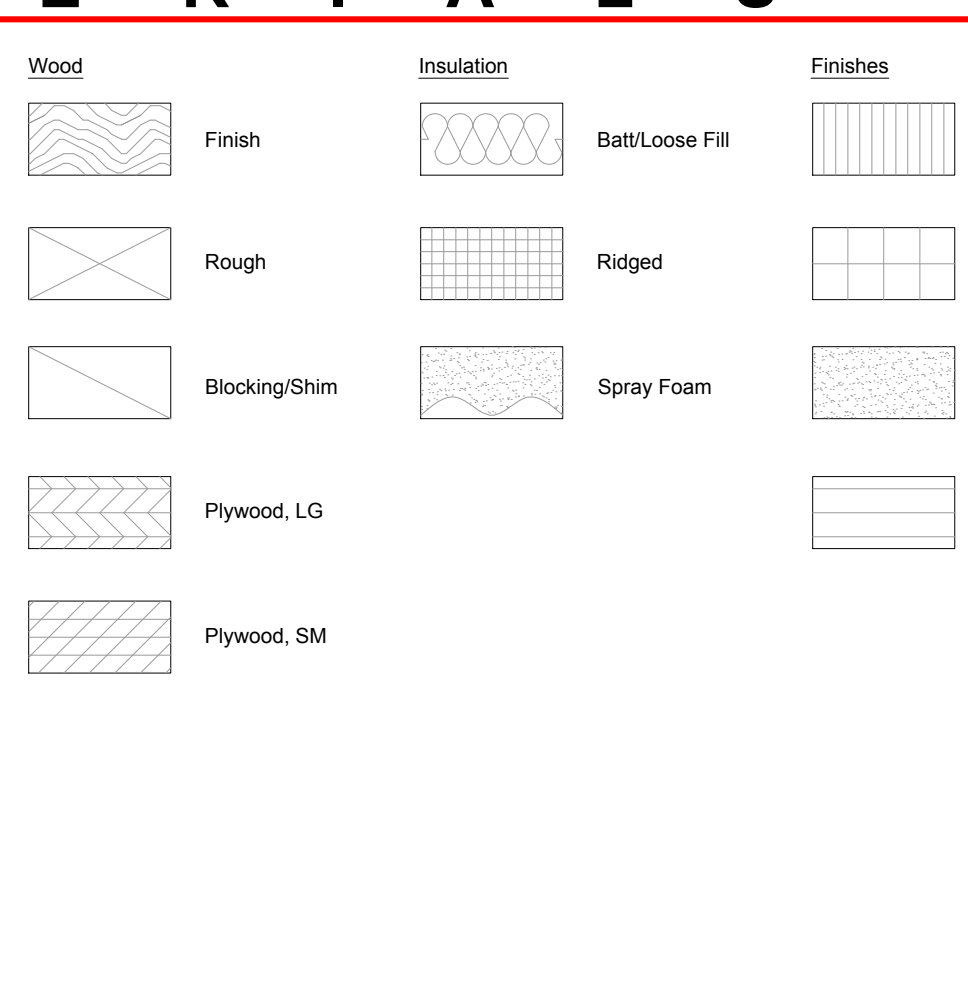 E R I A L S
Wood
Finish
Rough
Blocking/Shim
Plywood, LG
Plywood, SM
Insulation
Batt/Loose Fill
Ridged
Spray Foam
Finishes